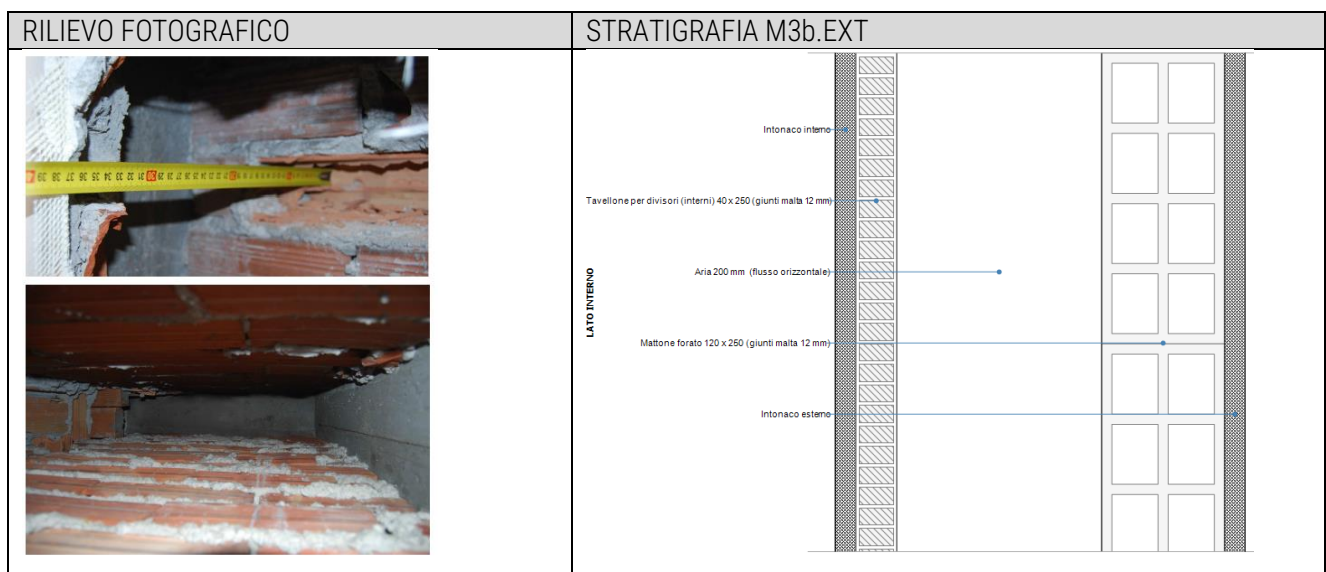 RILIEVO FOTOGRAFICO
STRATIGRAFIA M3b.EXT
Intonaco interno
Tavellone per divisori (interni) 40 x 250 (giunti malta 12 mm)
Aria 200 mm (flusso orizzontale)
LATO INTERNO
Mattone forato 120 x 250 (giunti malta 12 mm)
Intonaco esterno